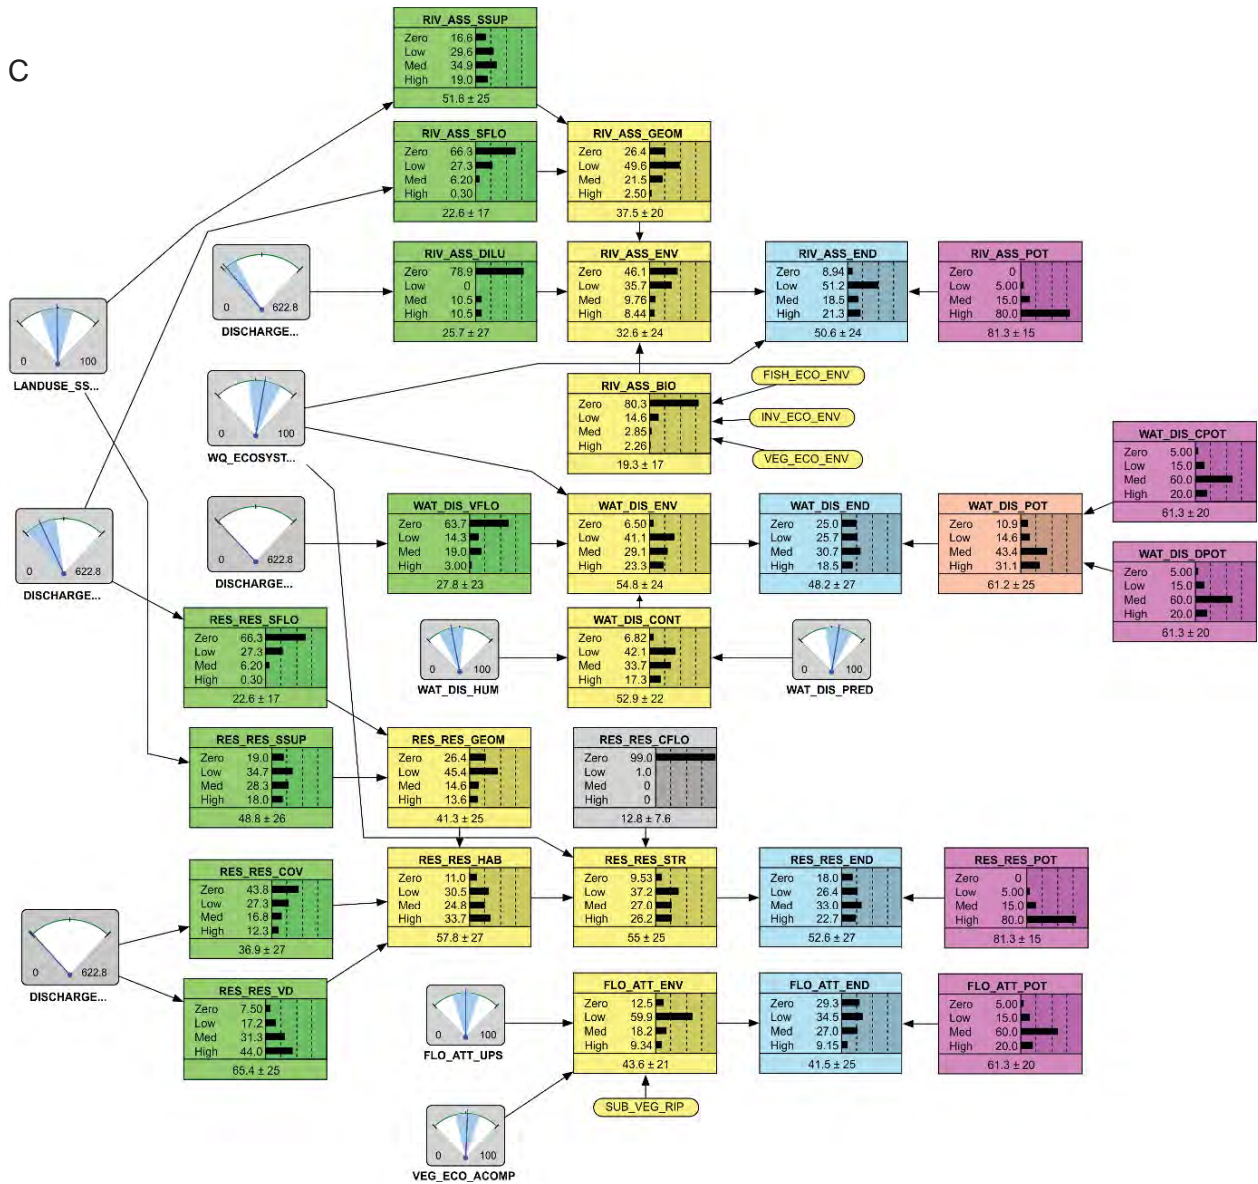 C
RIV_ASS_SSUP
Zero 16.6
Low 29.6
Med 34.9
High 19.0
51.6 ± 25
RIV_ASS_SFLO
Zero 66.3
Low 27.3
Med 6.20
High 0.30
22.6 ± 17
RIV_ASS_GEOM
Zero 26.4
Low 49.6
Med 21.5
High 2.50
37.5 ± 20
0 622.8
DISCHARGE...
RIV_ASS_DILU
Zero 78.9
Low 0
Med 10.5
High 10.5
25.7 ± 27
RIV_ASS_ENV
Zero 46.1
Low 35.7
Med 9.76
High 8.44
32.6 ± 24
RIV_ASS_END
Zero 8.94
Low 51.2
Med 18.5
High 21.3
50.6 ± 24
RIV_ASS_POT
Zero 0
Low 5.00
Med 15.0
High 80.0
81.3 ± 15
0 100
LANDUSE_SS...
0 100
WQ_ECOSYST...
RIV_ASS_BIO
Zero 80.3
Low 14.6
Med 2.85
High 2.26
19.3 ± 17
FISH_ECO_ENV
INV_ECO_ENV
VEG_ECO_ENV
WAT_DIS_CPOT
Zero 5.00
Low 15.0
Med 60.0
High 20.0
61.3 ± 20
0 622.8
DISCHARGE...
0 622.8
DISCHARGE...
WAT_DIS_VFLO
Zero 63.7
Low 14.3
Med 19.0
High 3.00
27.8 ± 23
WAT_DIS_ENV
Zero 6.50
Low 41.1
Med 29.1
High 23.3
54.8 ± 24
WAT_DIS_END
Zero 25.0
Low 25.7
Med 30.7
High 18.5
48.2 ± 27
WAT_DIS_POT
Zero 10.9
Low 14.6
Med 43.4
High 31.1
61.2 ± 25
WAT_DIS_DPOT
Zero 5.00
Low 15.0
Med 60.0
High 20.0
61.3 ± 20
RES_RES_SFLO
Zero 66.3
Low 27.3
Med 6.20
High 0.30
22.6 ± 17
0 100
WAT_DIS_HUM
WAT_DIS_CONT
Zero 6.82
Low 42.1
Med 33.7
High 17.3
52.9 ± 22
0 100
WAT_DIS_PRED
RES_RES_SSUP
Zero 19.0
Low 34.7
Med 28.3
High 18.0
48.8 ± 26
RES_RES_GEOM
Zero 26.4
Low 45.4
Med 14.6
High 13.6
41.3 ± 25
RES_RES_CFLO
Zero 99.0
Low 1.0
Med 0
High 0
12.8 ± 7.6
RES_RES_COV
Zero 43.8
Low 27.3
Med 16.8
High 12.3
36.9 ± 27
RES_RES_HAB
Zero 11.0
Low 30.5
Med 24.8
High 33.7
57.8 ± 27
RES_RES_STR
Zero 9.53
Low 37.2
Med 27.0
High 26.2
55 ± 25
RES_RES_END
Zero 18.0
Low 26.4
Med 33.0
High 22.7
52.6 ± 27
RES_RES_POT
Zero 0
Low 5.00
Med 15.0
High 80.0
81.3 ± 15
0 622.8
DISCHARGE...
RES_RES_VD
Zero 7.50
Low 17.2
Med 31.3
High 44.0
65.4 ± 25
0 100
FLO_ATT_UPS
FLO_ATT_ENV
Zero 12.5
Low 59.9
Med 18.2
High 9.34
43.6 ± 21
FLO_ATT_END
Zero 29.3
Low 34.5
Med 27.0
High 9.15
41.5 ± 25
FLO_ATT_POT
Zero 5.00
Low 15.0
Med 60.0
High 20.0
61.3 ± 20
SUB_VEG_RIP
0 100
VEG_ECO_ACOMP